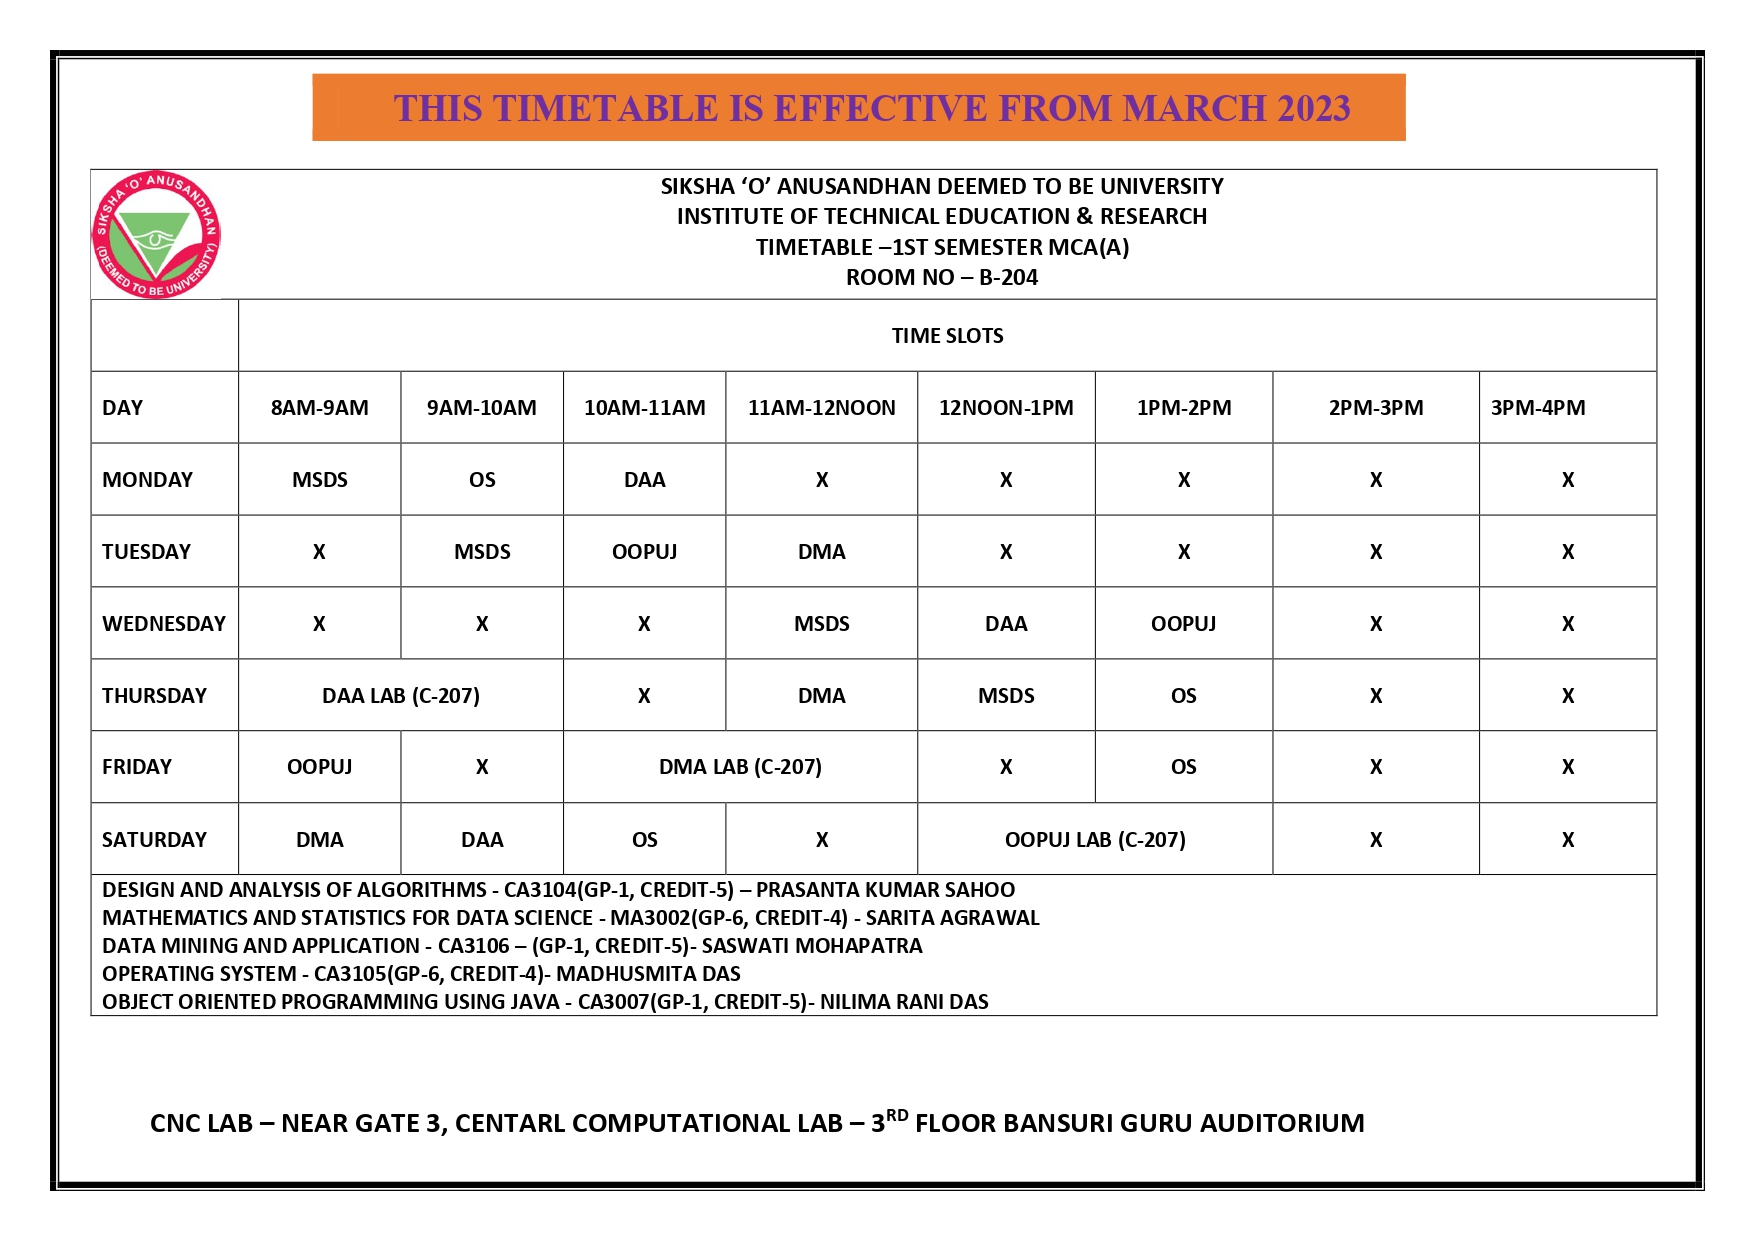 THIS TIMETABLE IS EFFECTIVE FROM MARCH 2023
SIKSHA 'O' ANUSANDHAN
(DEEMED TO BE UNIVERSITY)
SIKSHA ‘O’ ANUSANDHAN DEEMED TO BE UNIVERSITY
INSTITUTE OF TECHNICAL EDUCATION & RESEARCH
TIMETABLE –1ST SEMESTER MCA(A)
ROOM NO – B-204
TIME SLOTS
DAY 8AM-9AM 9AM-10AM 10AM-11AM 11AM-12NOON 12NOON-1PM 1PM-2PM 2PM-3PM 3PM-4PM
MONDAY MSDS OS DAA X X X X X
TUESDAY X MSDS OOPUJ DMA X X X X
WEDNESDAY X X X MSDS DAA OOPUJ X X
THURSDAY DAA LAB (C-207) X DMA MSDS OS X X
FRIDAY OOPUJ X DMA LAB (C-207) X OS X X
SATURDAY DMA DAA OS X OOPUJ LAB (C-207) X X
DESIGN AND ANALYSIS OF ALGORITHMS - CA3104(GP-1, CREDIT-5) – PRASANTA KUMAR SAHOO
MATHEMATICS AND STATISTICS FOR DATA SCIENCE - MA3002(GP-6, CREDIT-4) - SARITA AGRAWAL
DATA MINING AND APPLICATION - CA3106 – (GP-1, CREDIT-5)- SASWATI MOHAPATRA
OPERATING SYSTEM - CA3105(GP-6, CREDIT-4)- MADHUSMITA DAS
OBJECT ORIENTED PROGRAMMING USING JAVA - CA3007(GP-1, CREDIT-5)- NILIMA RANI DAS
CNC LAB – NEAR GATE 3, CENTARL COMPUTATIONAL LAB – 3RD FLOOR BANSURI GURU AUDITORIUM